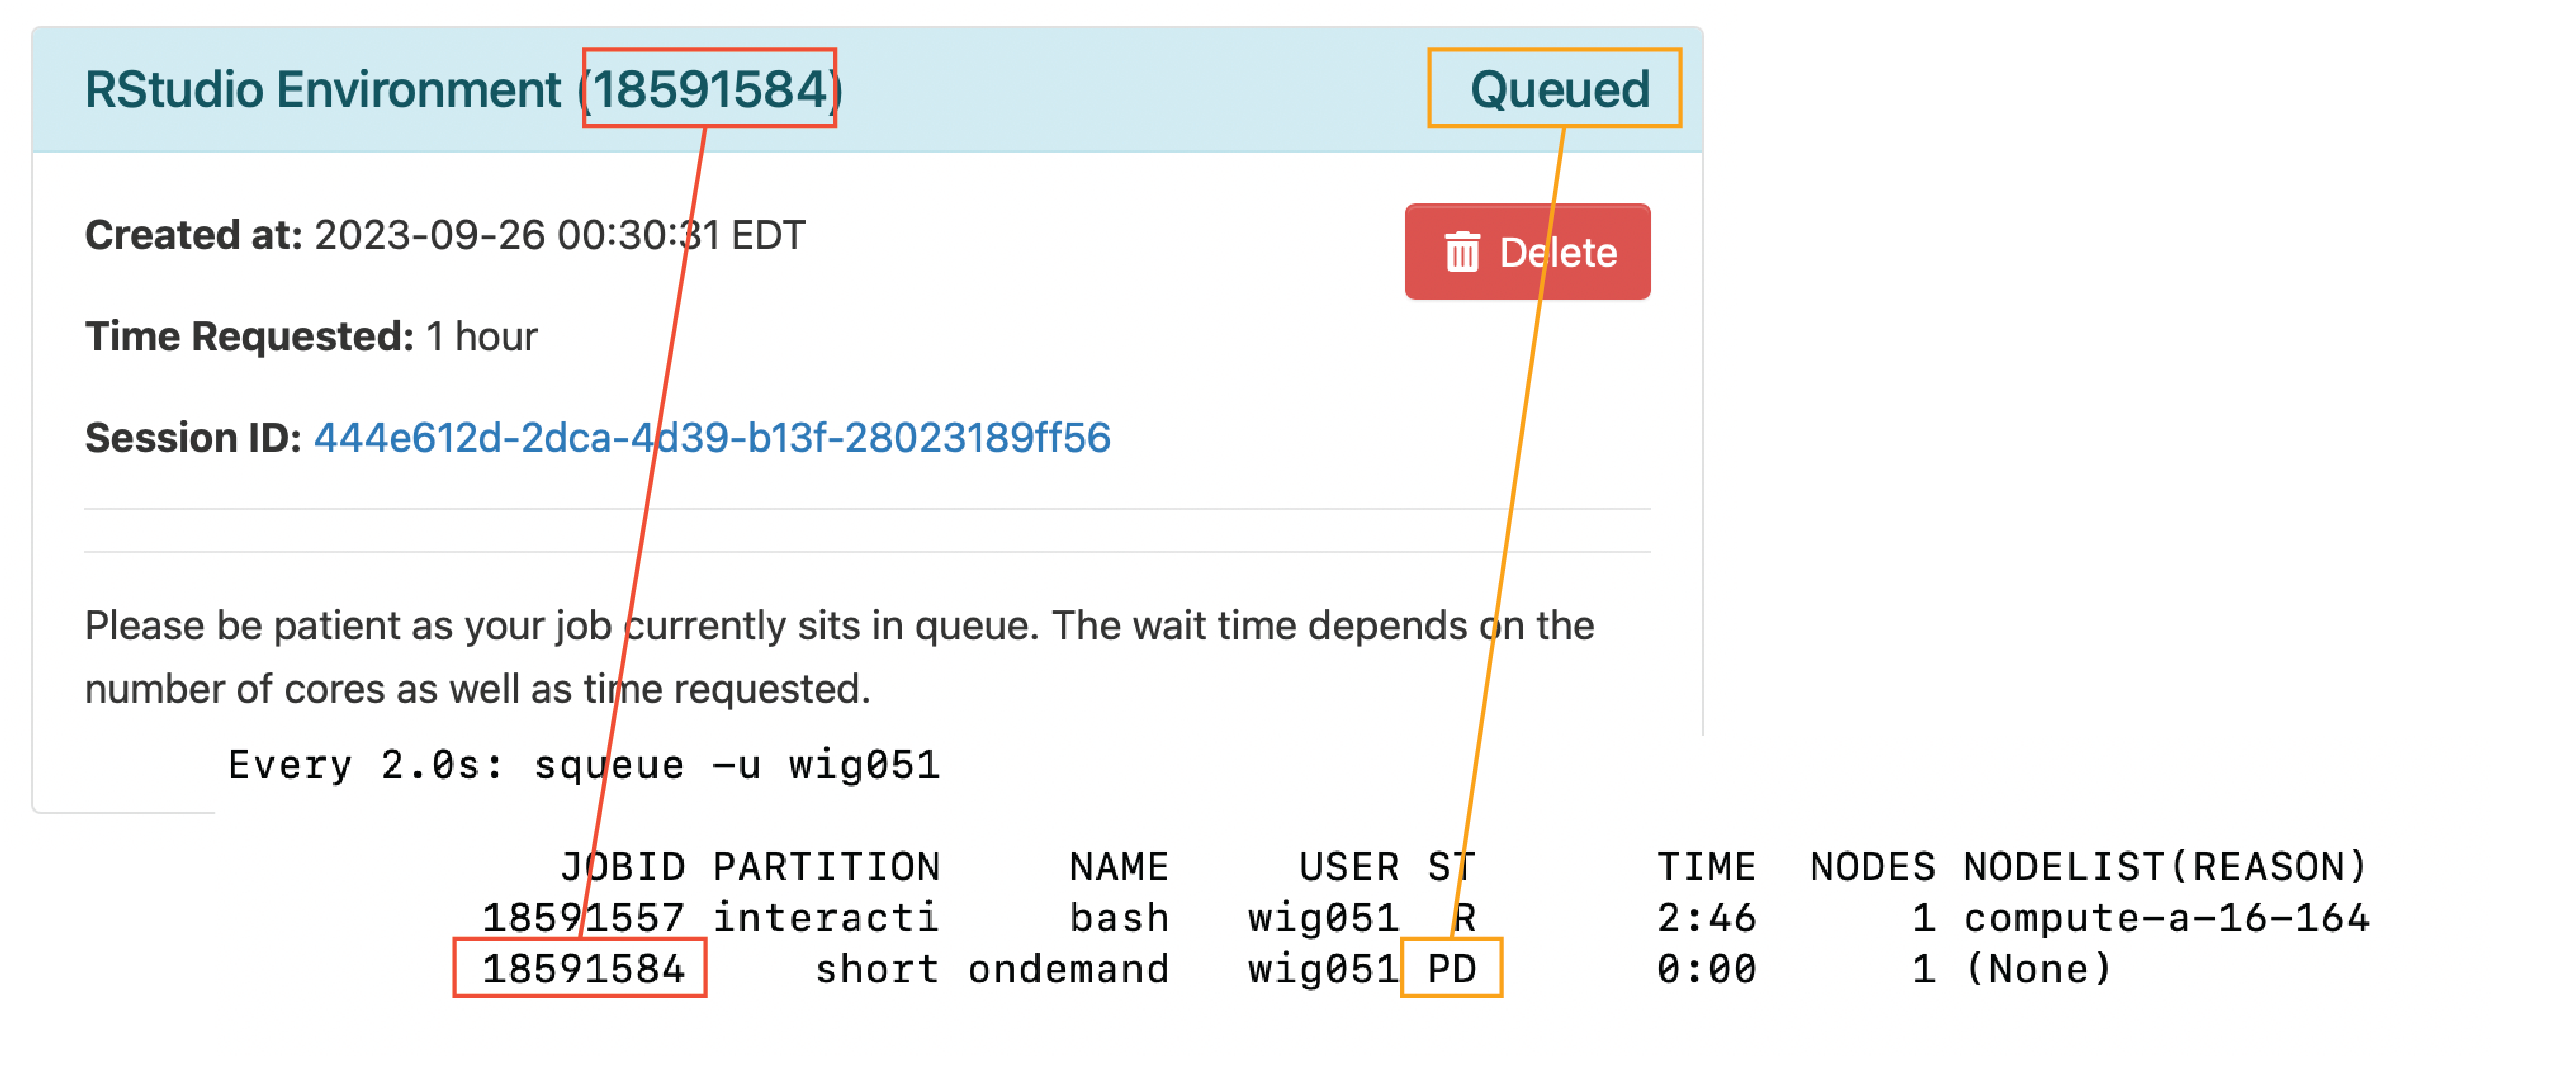 RStudio Environment (18591584) Queued
Created at: 2023-09-26 00:30:31 EDT
Delete
Time Requested: 1 hour
Session ID: 444e612d-2dca-4d39-b13f-28023189ff56
Please be patient as your job currently sits in queue. The wait time depends on the
number of cores as well as time requested.
Every 2.0s: squeue -u wig051
JOBID PARTITION NAME USER ST TIME NODES NODELIST(REASON)
18591557 interacti bash wig051 R 2:46 1 compute-a-16-164
18591584 short ondemand wig051 PD 0:00 1 (None)